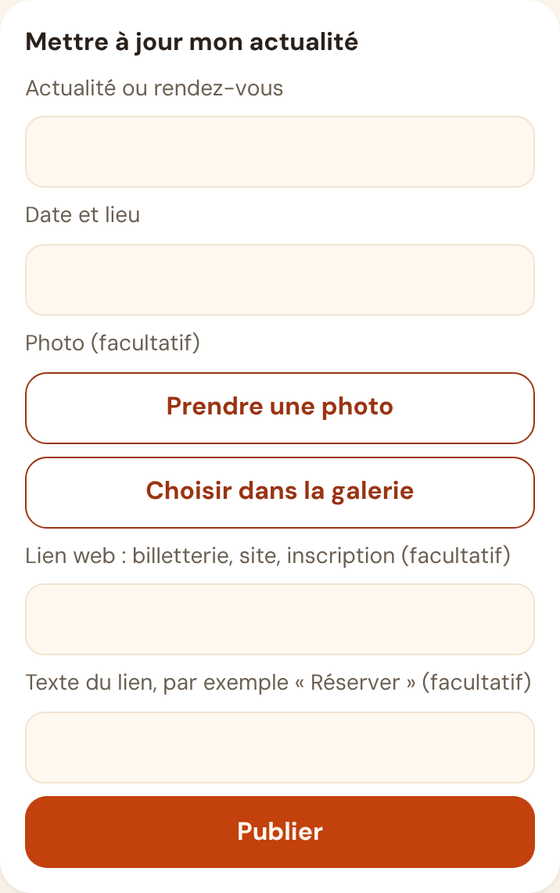 Mettre à jour mon actualité
Actualité ou rendez-vous
Date et lieu
Photo (facultatif)
Prendre une photo
Choisir dans la galerie
Lien web : billetterie, site, inscription (facultatif)
Texte du lien, par exemple « Réserver » (facultatif)
Publier